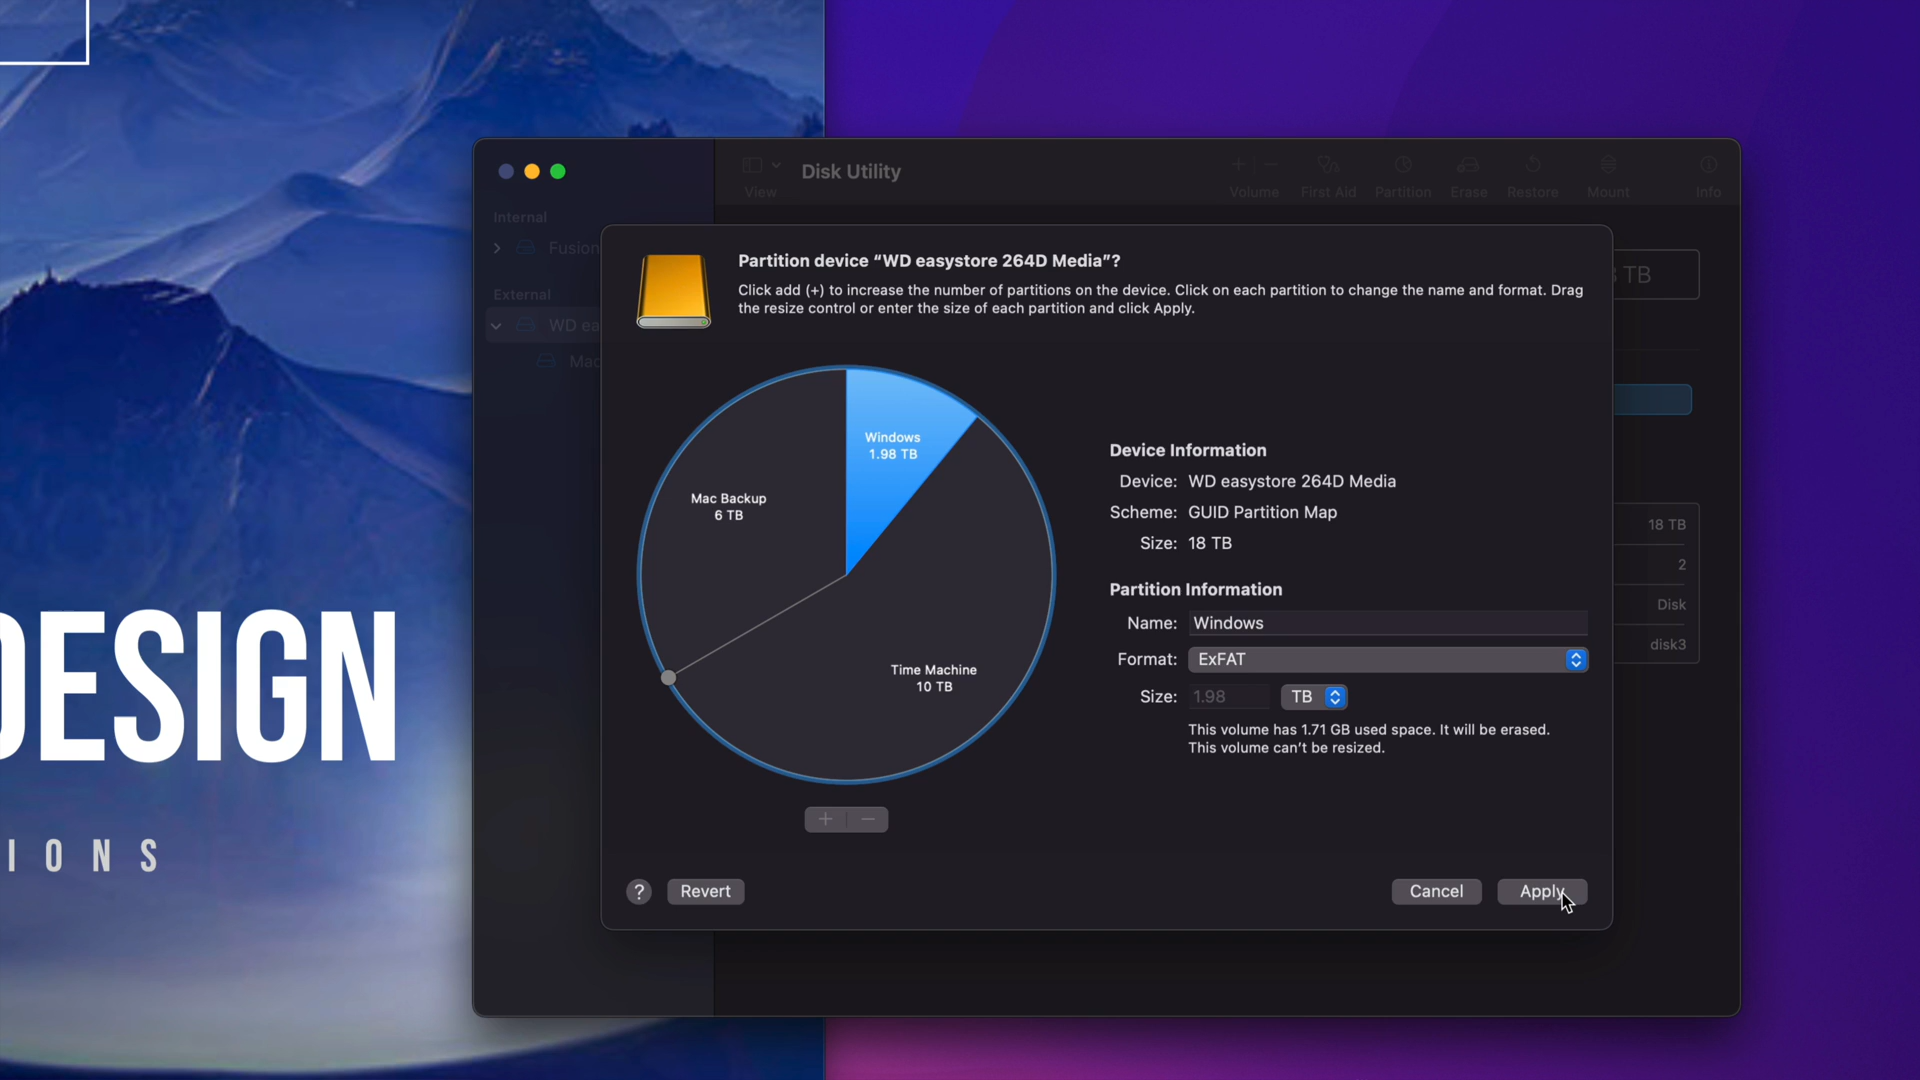 DESIGN
IONS
View
Disk Utility
Volume
First Aid
Partition
Erase
Restore
Mount
Info
Internal
Fusion
External
WD ea
Mac
TB
Partition device “WD easystore 264D Media”?
Click add (+) to increase the number of partitions on the device. Click on each partition to change the name and format. Drag
the resize control or enter the size of each partition and click Apply.
Windows
1.98 TB
Mac Backup
6 TB
Time Machine
10 TB
Device Information
Device: WD easystore 264D Media
Scheme: GUID Partition Map
Size: 18 TB
Partition Information
Name: Windows
Format: ExFAT
Size: 1.98 TB
This volume has 1.71 GB used space. It will be erased.
This volume can’t be resized.
18 TB
2
Disk
disk3
+ −
? Revert
Cancel
Apply